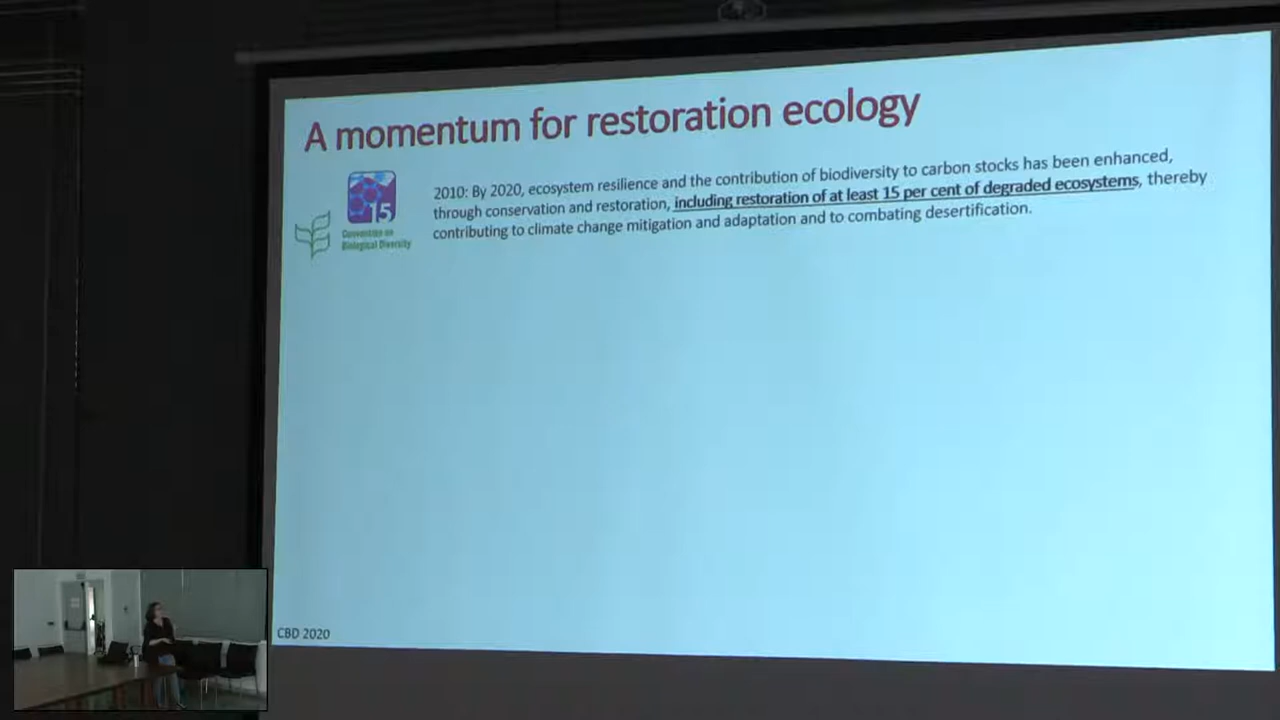 A momentum for restoration ecology
15
Convention on
Biological Diversity
2010: By 2020, ecosystem resilience and the contribution of biodiversity to carbon stocks has been enhanced,
through conservation and restoration, including restoration of at least 15 per cent of degraded ecosystems, thereby
contributing to climate change mitigation and adaptation and to combating desertification.
CBD 2020